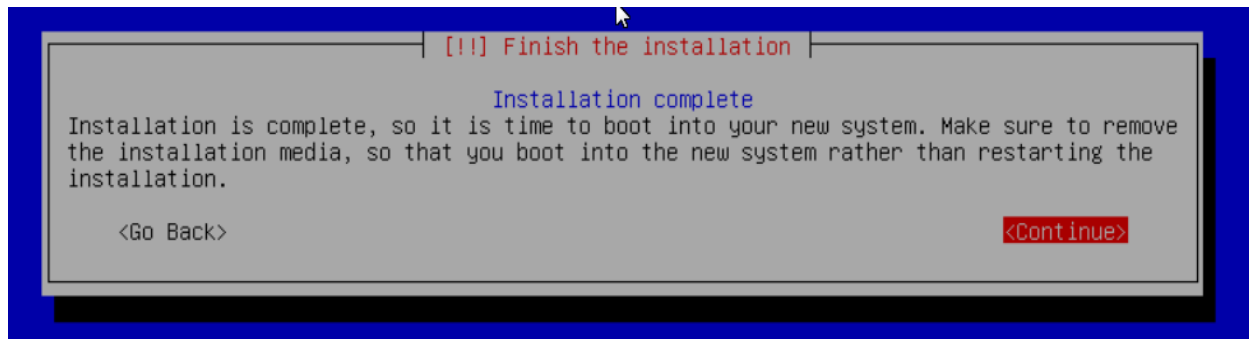 [!!] Finish the installation
Installation complete
Installation is complete, so it is time to boot into your new system. Make sure to remove
the installation media, so that you boot into the new system rather than restarting the
installation.
<Go Back> <Continue>